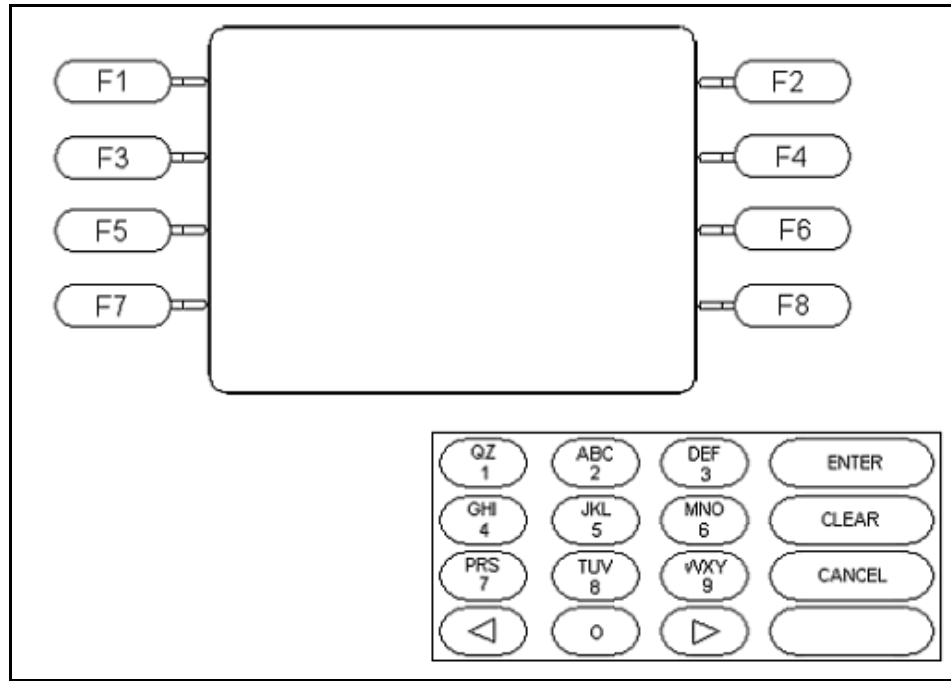 F1 F2
F3 F4
F5 F6
F7 F8
QZ ABC DEF
1 2 3 ENTER
GHI JKL MNO
4 5 6 CLEAR
PRS TUV WXY
7 8 9 CANCEL
0